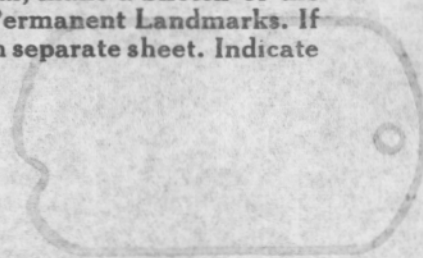 Permanent Landmarks. If
n separate sheet. Indicate